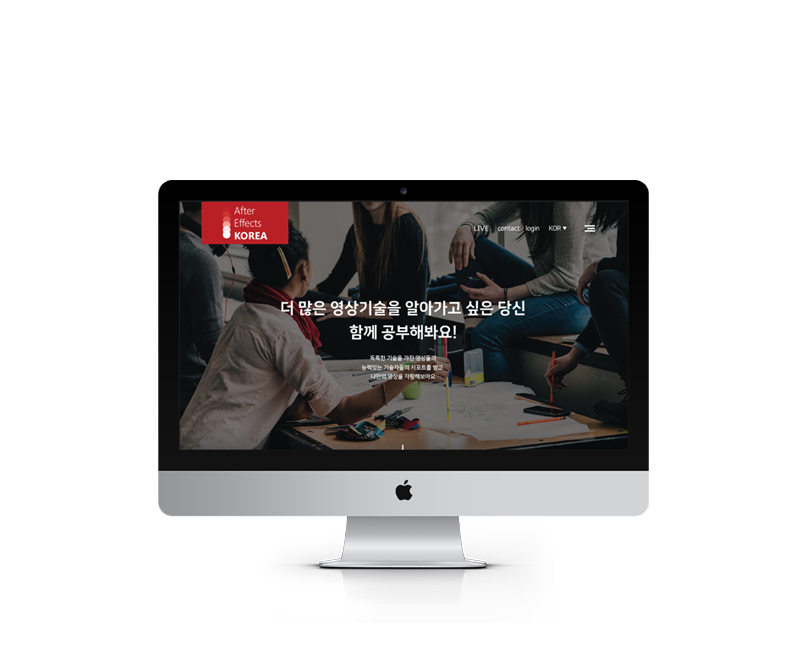 After
Effects
KOREA
LIVE contact login KOR ▼
더 많은 영상기술을 알아가고 싶은 당신
함께 공부해봐요!
독특한 기술을 가진 영상들과
능력있는 기술자들의 서포트를 받고
나만의 영상을 자랑해보아요